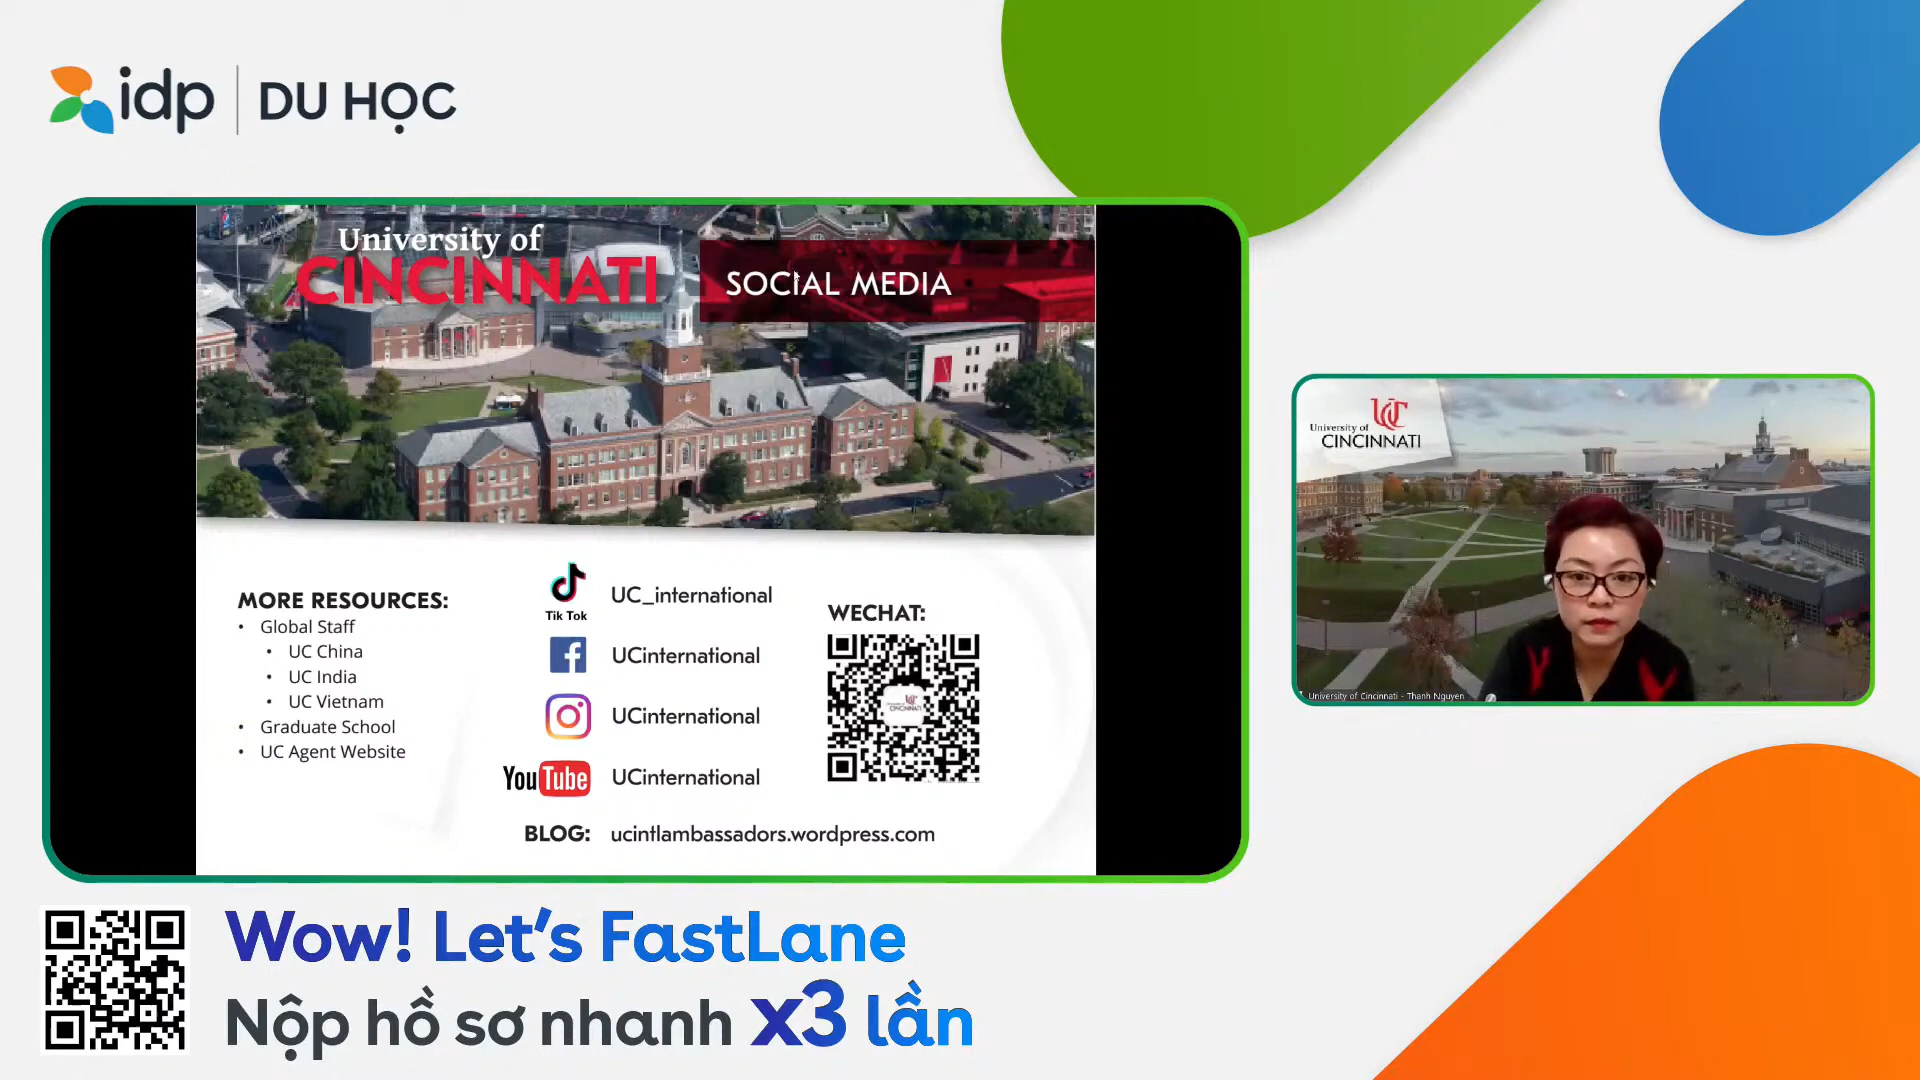 idp | DU HỌC
University of
CINCINNATI
SOCIAL MEDIA
MORE RESOURCES:
• Global Staff
• UC China
• UC India
• UC Vietnam
• Graduate School
• UC Agent Website
Tik Tok
UC_international
UCinternational
UCinternational
YouTube
UCinternational
BLOG: ucintlambassadors.wordpress.com
WECHAT:
UC
University of
CINCINNATI
University of Cincinnati - Thanh Nguyen
Wow! Let's FastLane
Nộp hồ sơ nhanh x3 lần